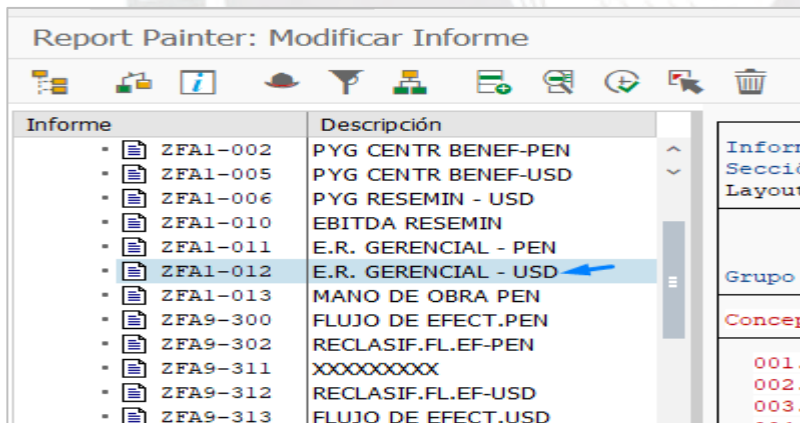 Report Painter: Modificar Informe
Informe Descripción
ZFA1-002 PYG CENTR BENEF-PEN
ZFA1-005 PYG CENTR BENEF-USD
ZFA1-006 PYG RESEMIN - USD
ZFA1-010 EBITDA RESEMIN
ZFA1-011 E.R. GERENCIAL - PEN
ZFA1-012 E.R. GERENCIAL - USD
ZFA1-013 MANO DE OBRA PEN
ZFA9-300 FLUJO DE EFECT.PEN
ZFA9-302 RECLASIF.FL.EF-PEN
ZFA9-311 XXXXXXXXX
ZFA9-312 RECLASIF.FL.EF-USD
ZFA9-313 FLUJO DE EFECT.USD
Layout
Grupo
001.
002.
003.